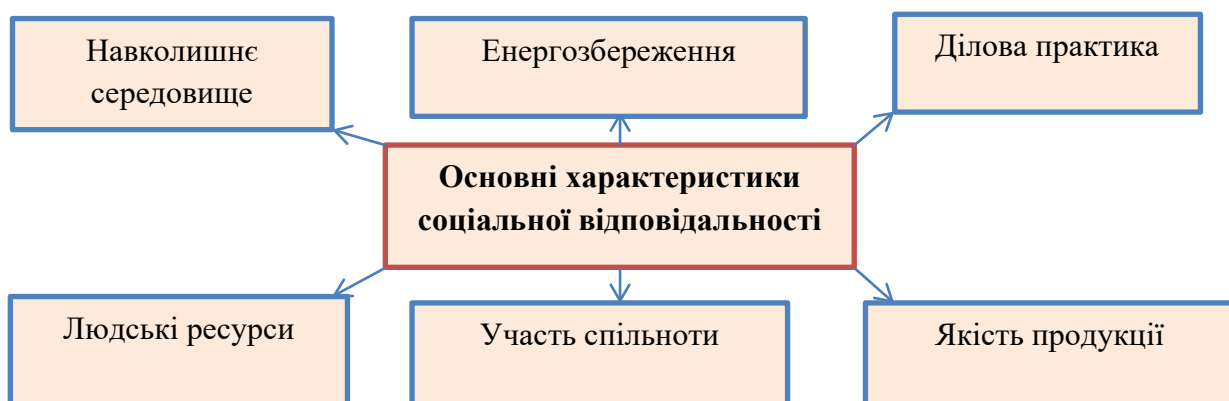 Навколишнє
середовище
Енергозбереження
Ділова практика
Основні характеристики
соціальної відповідальності
Людські ресурси
Участь спільноти
Якість продукції